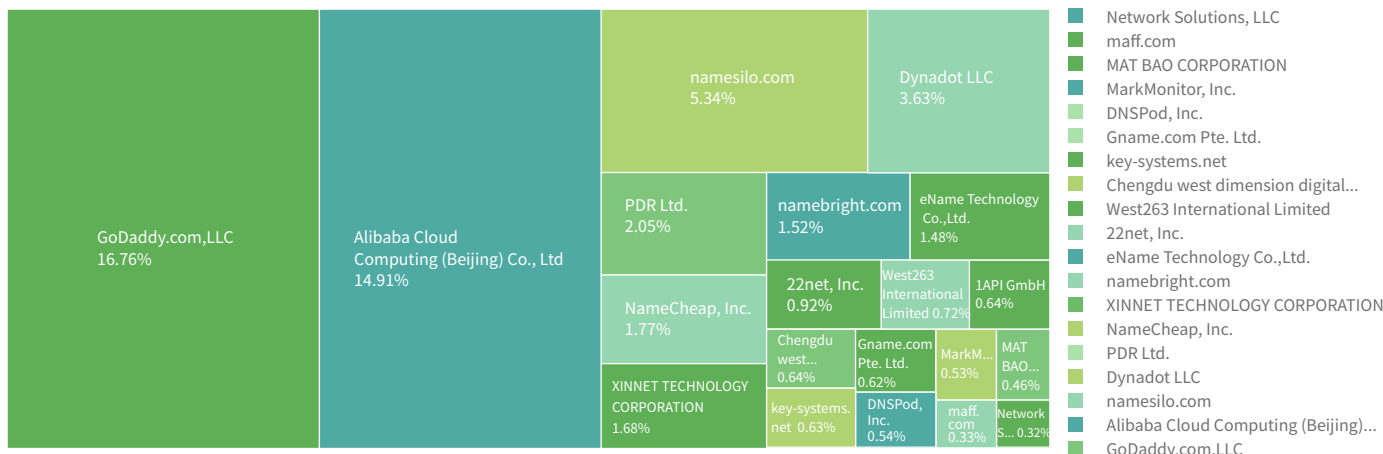 GoDaddy.com,LLC
16.76%
Alibaba Cloud
Computing (Beijing) Co., Ltd
14.91%
namesilo.com
5.34%
Dynadot LLC
3.63%
PDR Ltd.
2.05%
NameCheap, Inc.
1.77%
XINNET TECHNOLOGY
CORPORATION
1.68%
namebright.com
1.52%
eName Technology
Co.,Ltd.
1.48%
22net, Inc.
0.92%
West263
International
Limited 0.72%
1API GmbH
0.64%
Chengdu
west...
0.64%
Gname.com
Pte. Ltd.
0.62%
MarkM...
0.53%
MAT
BAO...
0.46%
key-systems.
net 0.63%
DNSPod,
Inc.
0.54%
maff.
com
0.33%
Network
S... 0.32%
Network Solutions, LLC
maff.com
MAT BAO CORPORATION
MarkMonitor, Inc.
DNSPod, Inc.
Gname.com Pte. Ltd.
key-systems.net
Chengdu west dimension digital...
West263 International Limited
22net, Inc.
eName Technology Co.,Ltd.
namebright.com
XINNET TECHNOLOGY CORPORATION
NameCheap, Inc.
PDR Ltd.
Dynadot LLC
namesilo.com
Alibaba Cloud Computing (Beijing)...
GoDaddy.com,LLC